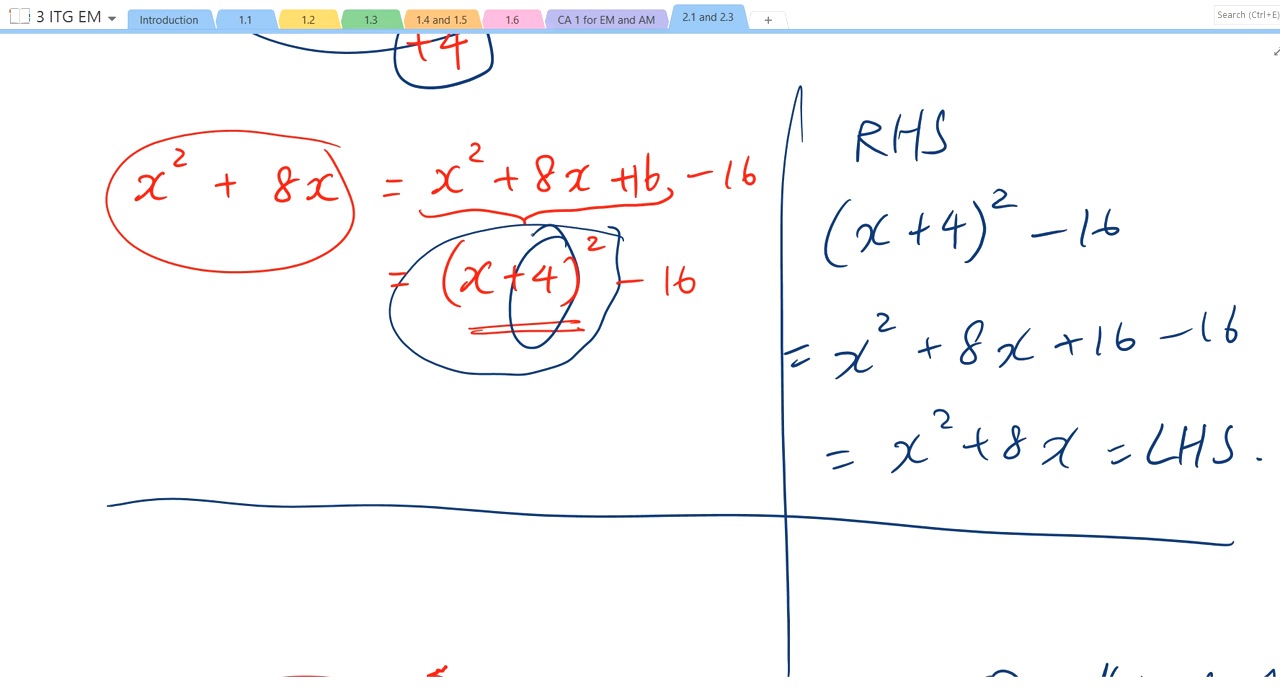 3 ITG EM
Introduction 1.1 1.2 1.3 1.4 and 1.5 1.6 CA 1 for EM and AM 2.1 and 2.3 +
Search (Ctrl+E)
+4
x² + 8x = x² + 8x + 16, - 16
= (x + 4)² - 16
RHS
(x + 4)² - 16
= x² + 8x + 16 - 16
= x² + 8x = LHS.